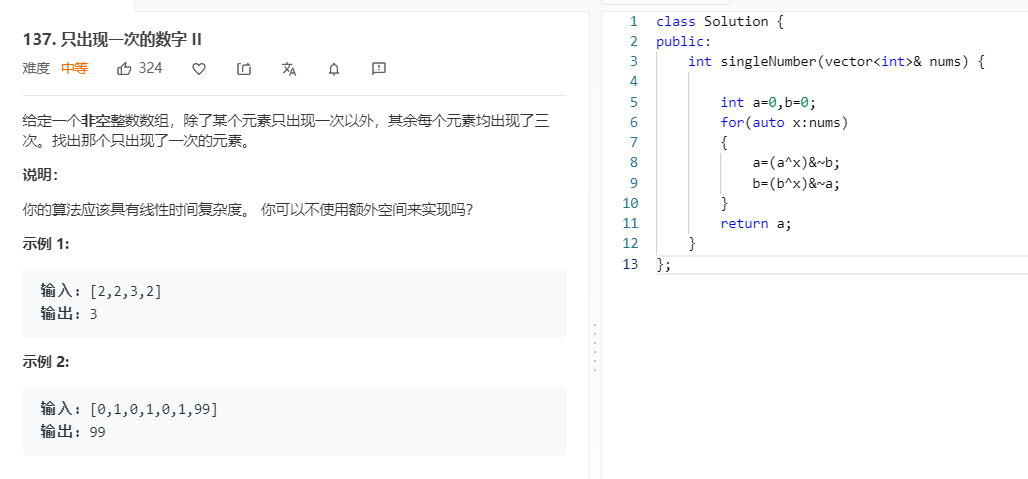 137. 只出现一次的数字 II
难度 中等 324
给定一个非空整数数组，除了某个元素只出现一次以外，其余每个元素均出现了三
次。找出那个只出现了一次的元素。
说明：
你的算法应该具有线性时间复杂度。 你可以不使用额外空间来实现吗？
示例 1:
输入: [2,2,3,2]
输出: 3
示例 2:
输入: [0,1,0,1,0,1,99]
输出: 99
1 class Solution {
2 public:
3     int singleNumber(vector<int>& nums) {
4
5         int a=0,b=0;
6         for(auto x:nums)
7         {
8             a=(a^x)&~b;
9             b=(b^x)&~a;
10         }
11         return a;
12     }
13 };